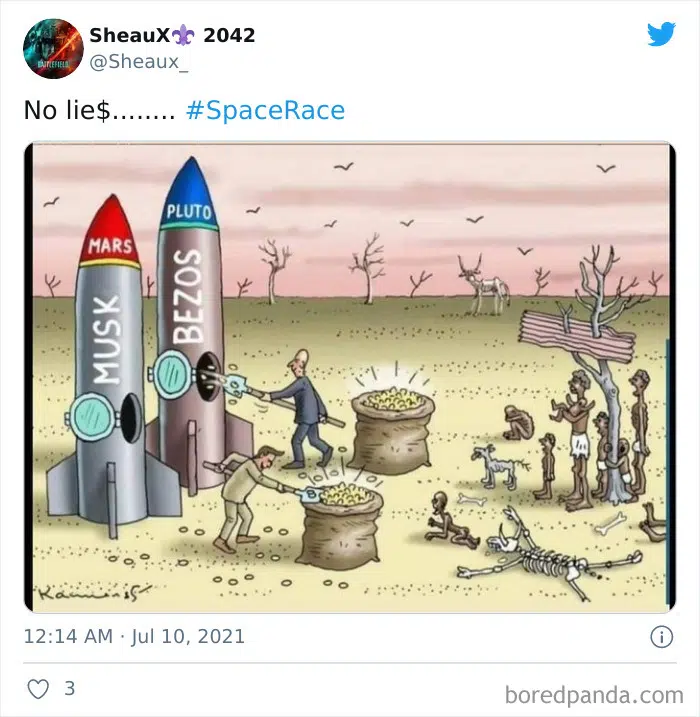 SheauX⚜️ 2042
@Sheaux_
BATTLEFIELD
No lie$........ #SpaceRace
PLUTO
MARS
BEZOS
MUSK
12:14 AM · Jul 10, 2021
3
boredpanda.com